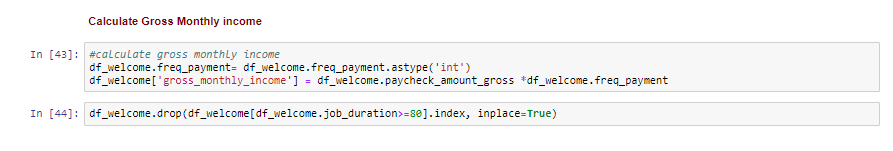 Calculate Gross Monthly income
In [43]: #calculate gross monthly income
df_welcome.freq_payment= df_welcome.freq_payment.astype('int')
df_welcome['gross_monthly_income'] = df_welcome.paycheck_amount_gross *df_welcome.freq_payment
In [44]: df_welcome.drop(df_welcome[df_welcome.job_duration>=80].index, inplace=True)